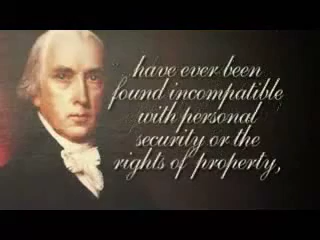 have ever been
found incompatible
with personal
security or the
rights of property,